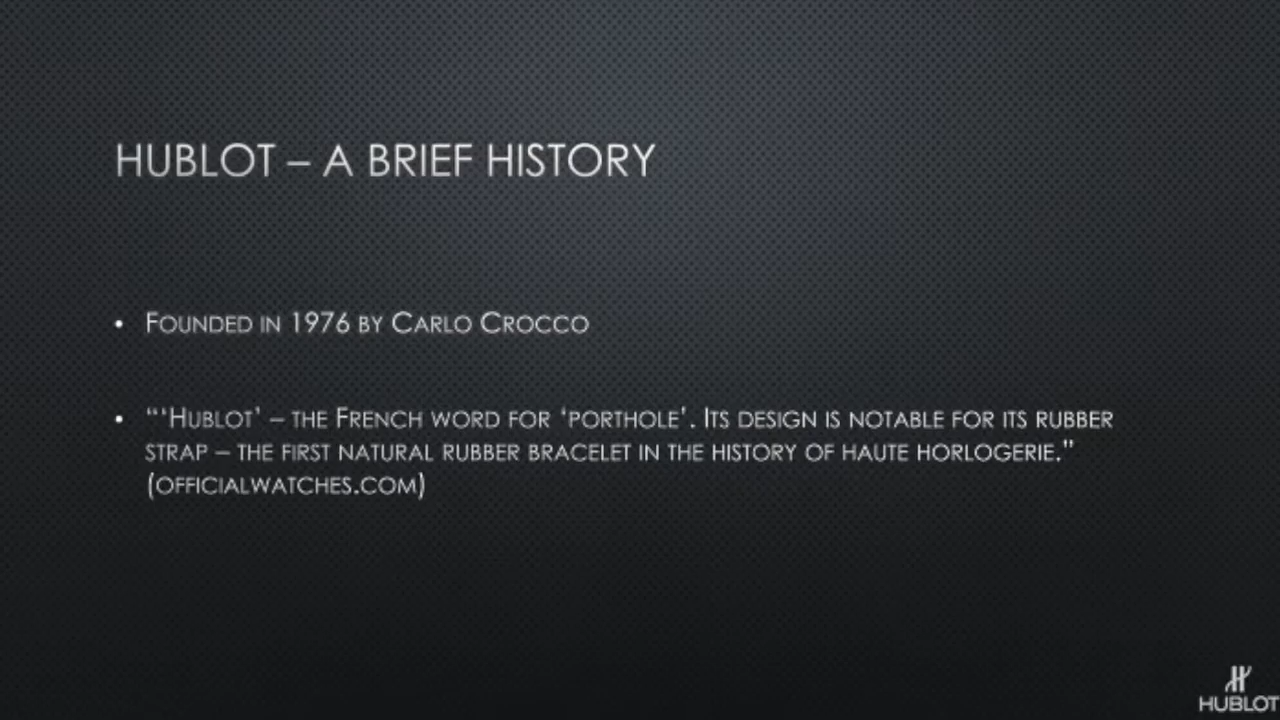 HUBLOT – A BRIEF HISTORY
• FOUNDED IN 1976 BY CARLO CROCCO
• “‘HUBLOT’ – THE FRENCH WORD FOR ‘PORTHOLE’. ITS DESIGN IS NOTABLE FOR ITS RUBBER
STRAP – THE FIRST NATURAL RUBBER BRACELET IN THE HISTORY OF HAUTE HORLOGERIE.”
(OFFICIALWATCHES.COM)
HUBLOT